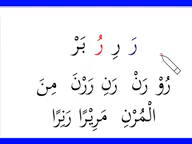 رَ رِ رُ بَرْ
رُوْ رَنْ رَنِ رَرْنَ مِنَ
الْمُرْنِ مَرِيْرًا رَنِرًا